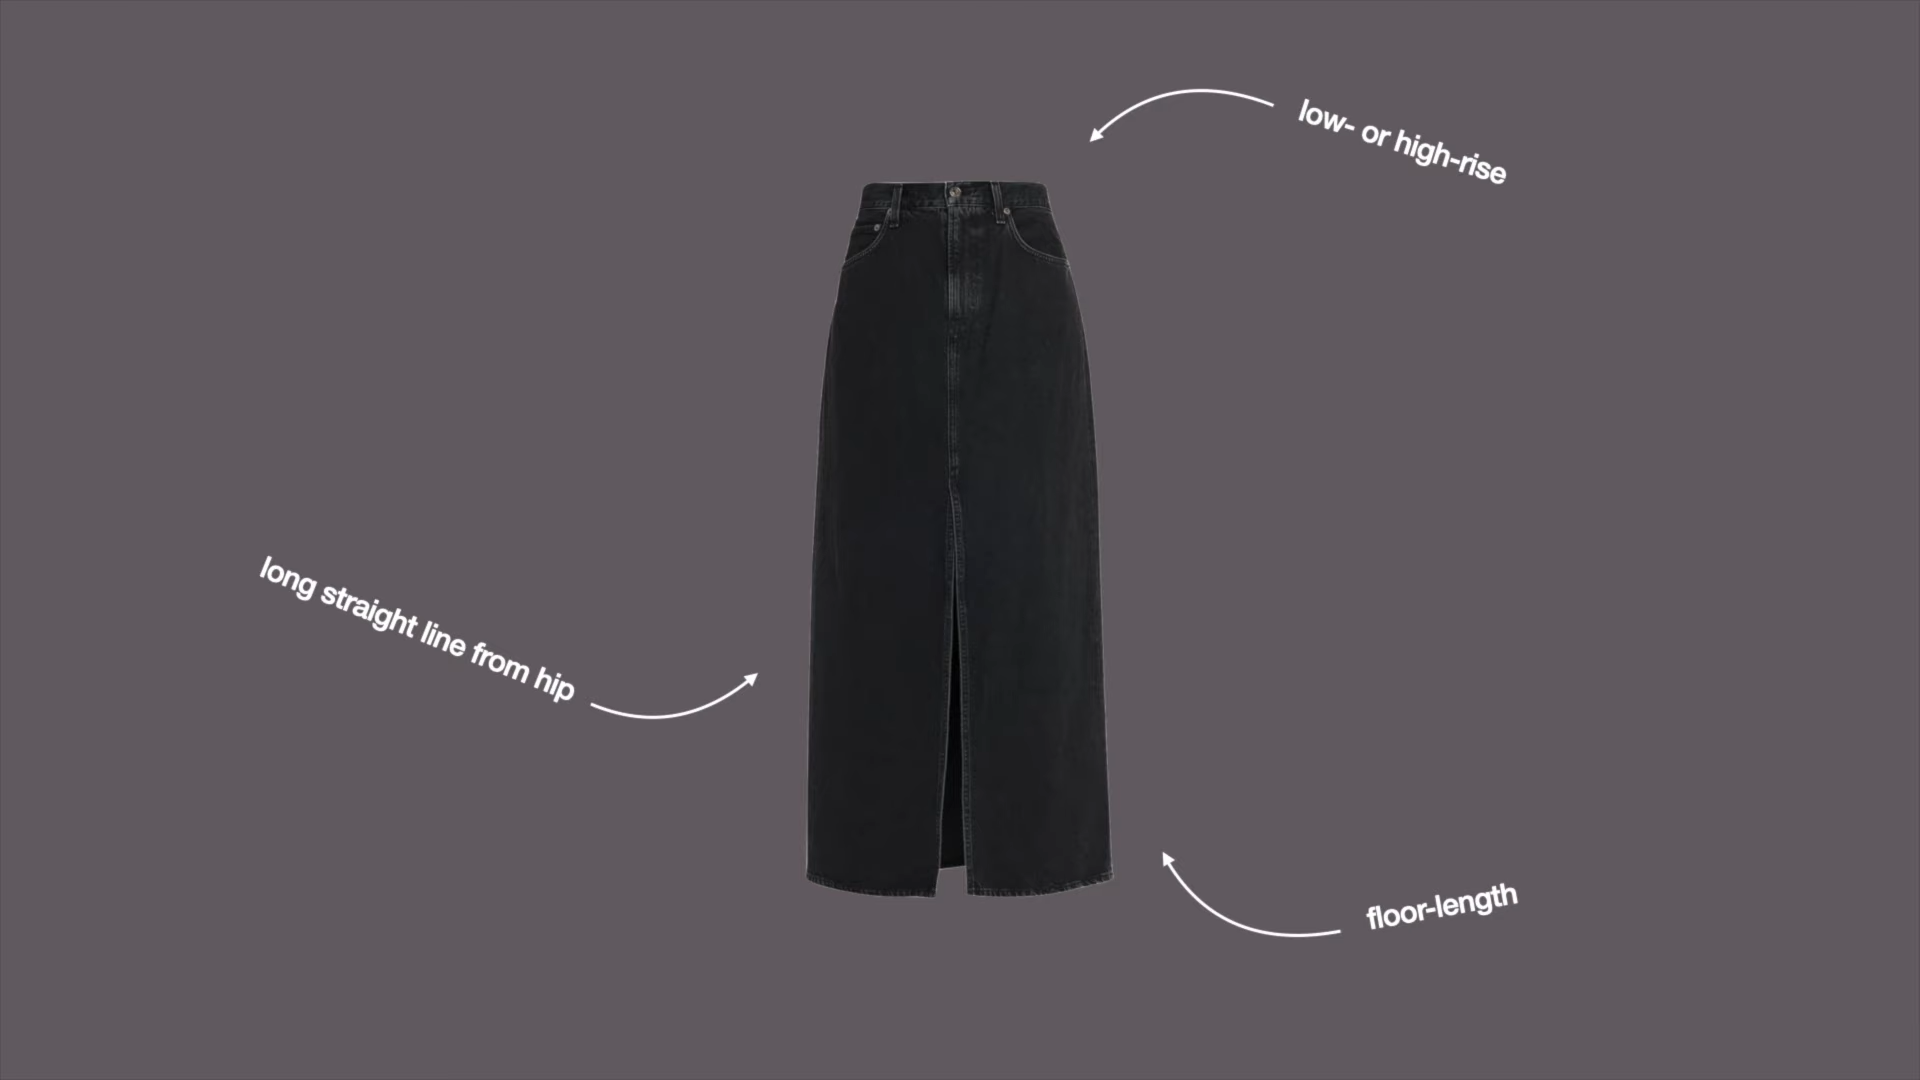 low- or high-rise
long straight line from hip
floor-length